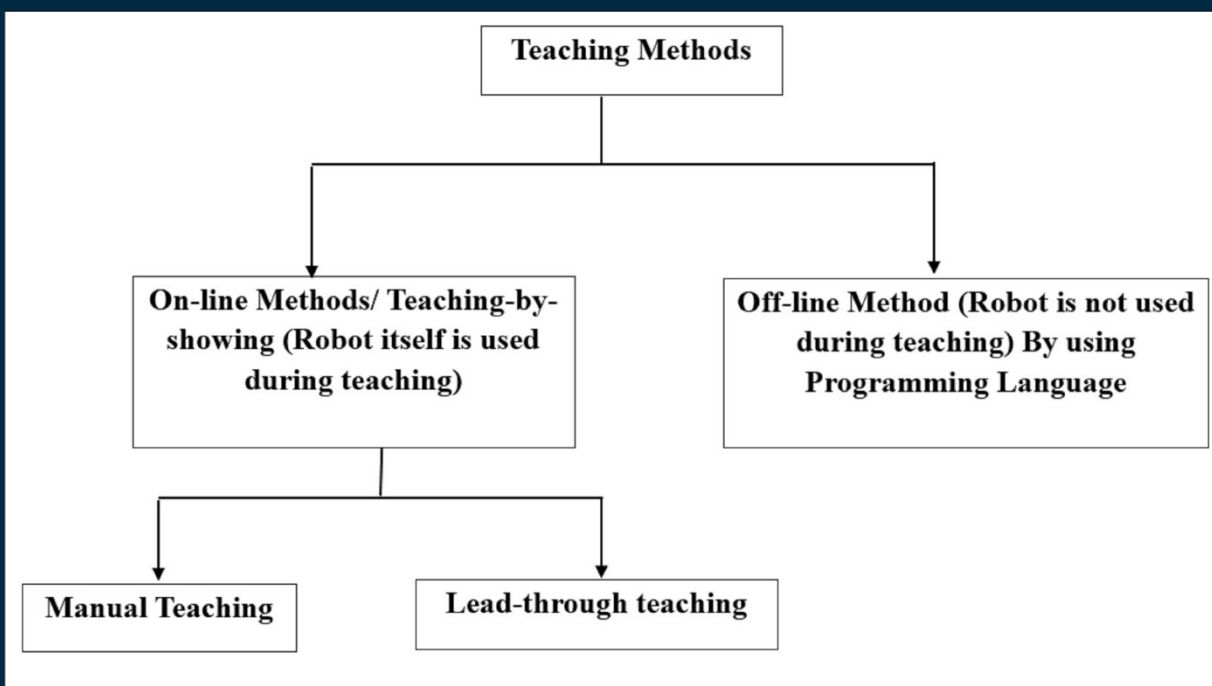 Teaching Methods
On-line Methods/ Teaching-by-
showing (Robot itself is used
during teaching)
Off-line Method (Robot is not used
during teaching) By using
Programming Language
Manual Teaching
Lead-through teaching